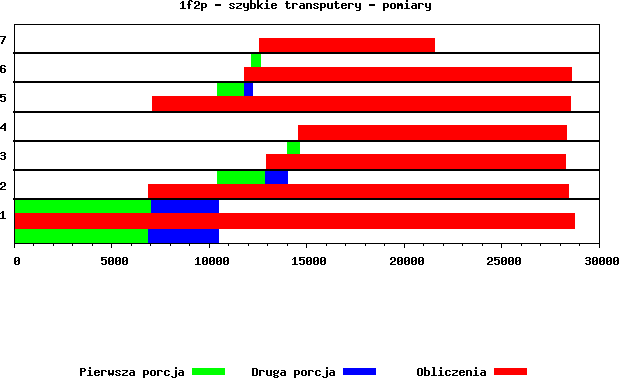 1f2p - szybkie transputery - pomiary
7
6
5
4
3
2
1
0 5000 10000 15000 20000 25000 30000
Pierwsza porcja Druga porcja Obliczenia